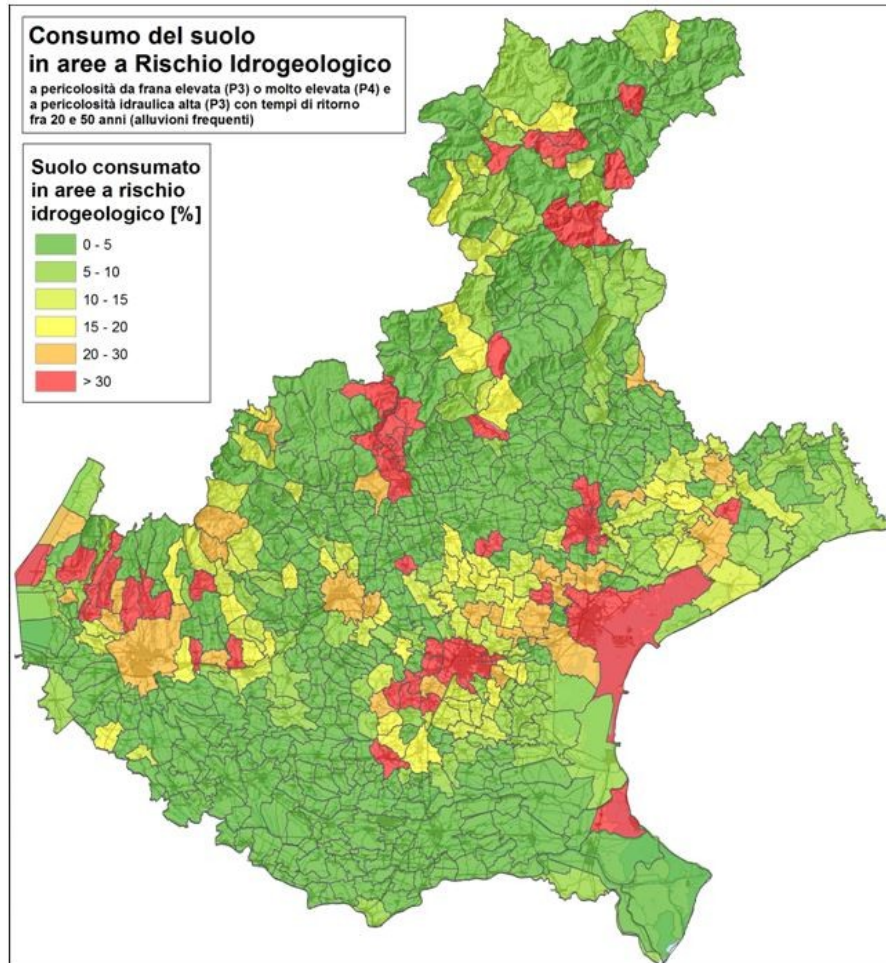 Consumo del suolo
in aree a Rischio Idrogeologico
a pericolosità da frana elevata (P3) o molto elevata (P4) e
a pericolosità idraulica alta (P3) con tempi di ritorno
fra 20 e 50 anni (alluvioni frequenti)
Suolo consumato
in aree a rischio
idrogeologico [%]
0 - 5
5 - 10
10 - 15
15 - 20
20 - 30
> 30